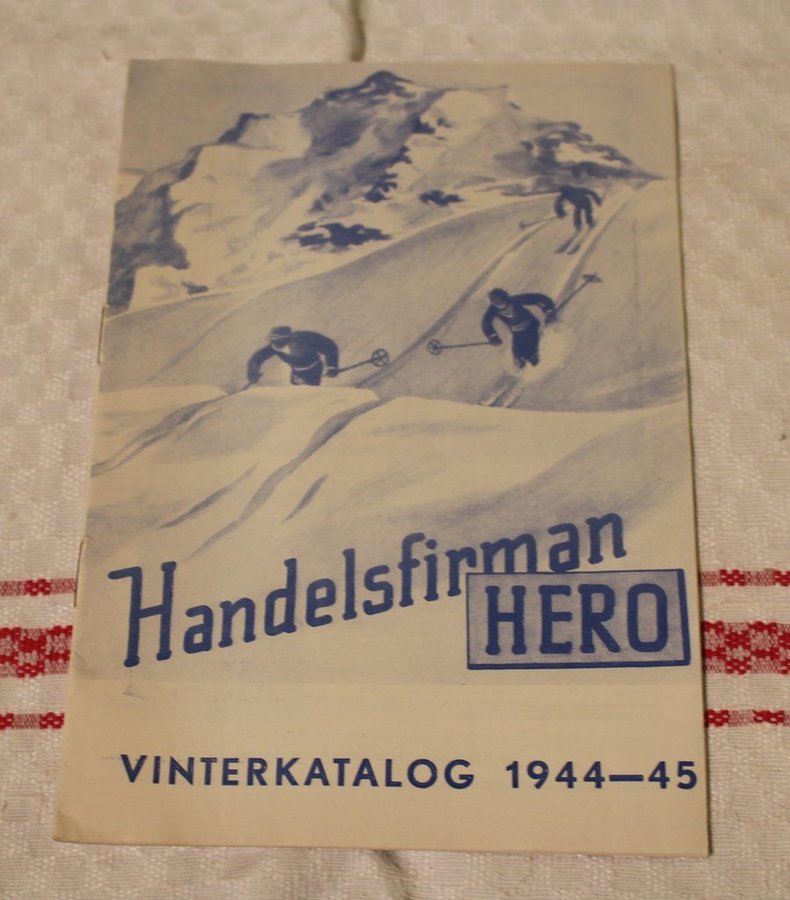 Handelsfirman
HERO
VINTERKATALOG 1944—45